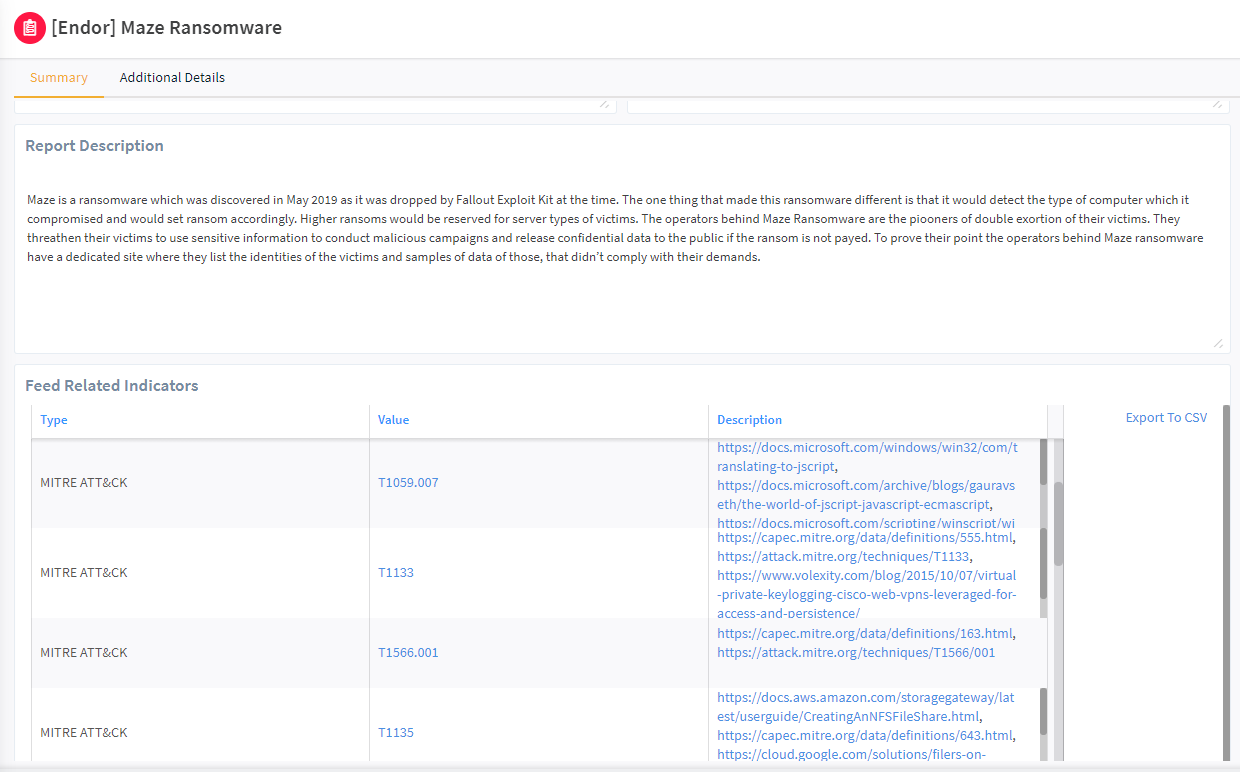 [Endor] Maze Ransomware
Summary
Additional Details
Report Description
Maze is a ransomware which was discovered in May 2019 as it was dropped by Fallout Exploit Kit at the time. The one thing that made this ransomware different is that it would detect the type of computer which it
compromised and would set ransom accordingly. Higher ransoms would be reserved for server types of victims. The operators behind Maze Ransomware are the piooners of double exortion of their victims. They
threathen their victims to use sensitive information to conduct malicious campaigns and release confidential data to the public if the ransom is not payed. To prove their point the operators behind Maze ransomware
have a dedicated site where they list the identities of the victims and samples of data of those, that didn't comply with their demands.
Feed Related Indicators
Type
Value
Description
Export To CSV
MITRE ATT&CK
T1059.007
https://docs.microsoft.com/windows/win32/com/t
ranslating-to-jscript,
https://docs.microsoft.com/archive/blogs/gauravs
eth/the-world-of-jscript-javascript-ecmascript,
https://docs.microsoft.com/scripting/winscript/wi
MITRE ATT&CK
T1133
https://capec.mitre.org/data/definitions/555.html,
https://attack.mitre.org/techniques/T1133,
https://www.volexity.com/blog/2015/10/07/virtual
-private-keylogging-cisco-web-vpns-leveraged-for-
access-and-persistence/
MITRE ATT&CK
T1566.001
https://capec.mitre.org/data/definitions/163.html,
https://attack.mitre.org/techniques/T1566/001
MITRE ATT&CK
T1135
https://docs.aws.amazon.com/storagegateway/lat
est/userguide/CreatingAnNFSFileShare.html,
https://capec.mitre.org/data/definitions/643.html,
https://cloud.google.com/solutions/filers-on-